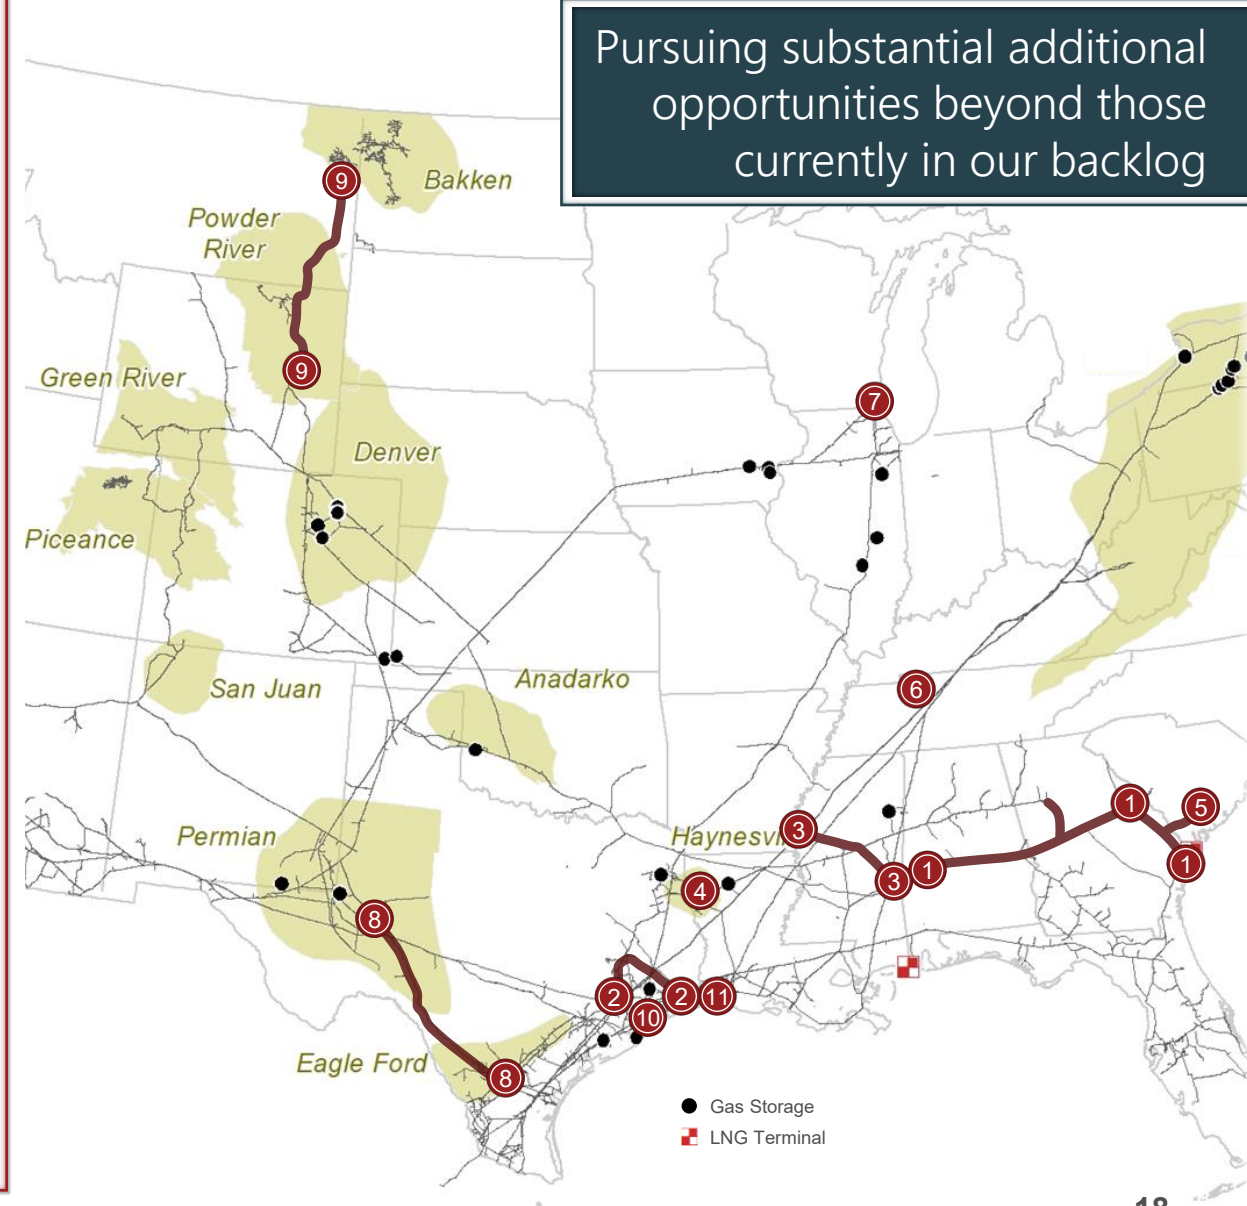 Pursuing substantial additional
opportunities beyond those
currently in our backlog
9
Bakken
Powder
River
9
Green River
7
Denver
Piceance
San Juan
Anadarko
6
Permian
3
1
5
4
3
1
1
8
2
2
11
10
Eagle Ford
8
Gas Storage
LNG Terminal